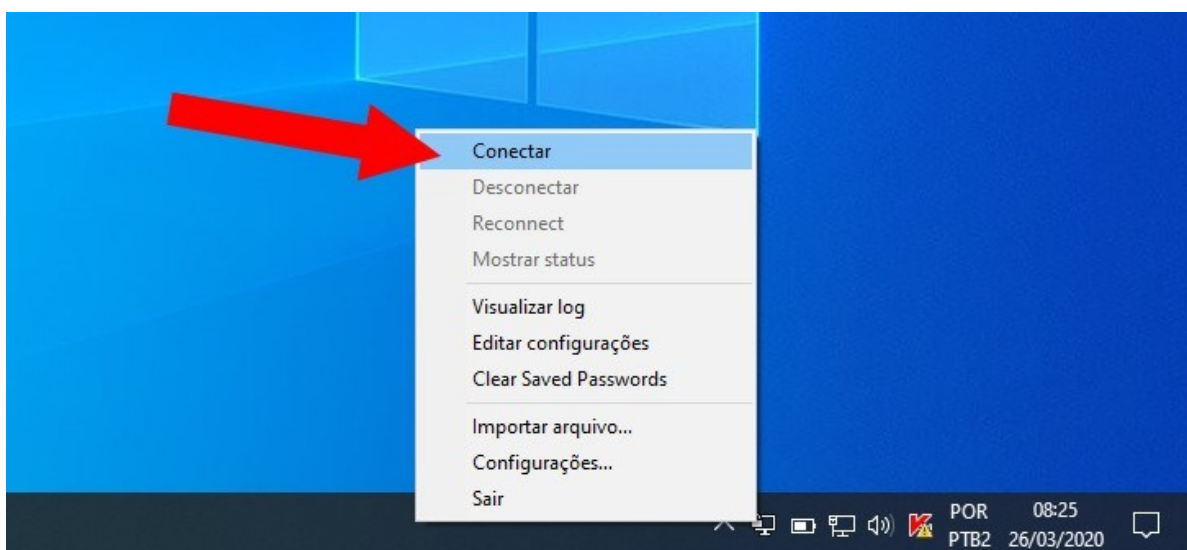 Conectar
Desconectar
Reconnect
Mostrar status
Visualizar log
Editar configurações
Clear Saved Passwords
Importar arquivo...
Configurações...
Sair
POR 08:25
PTB2 26/03/2020